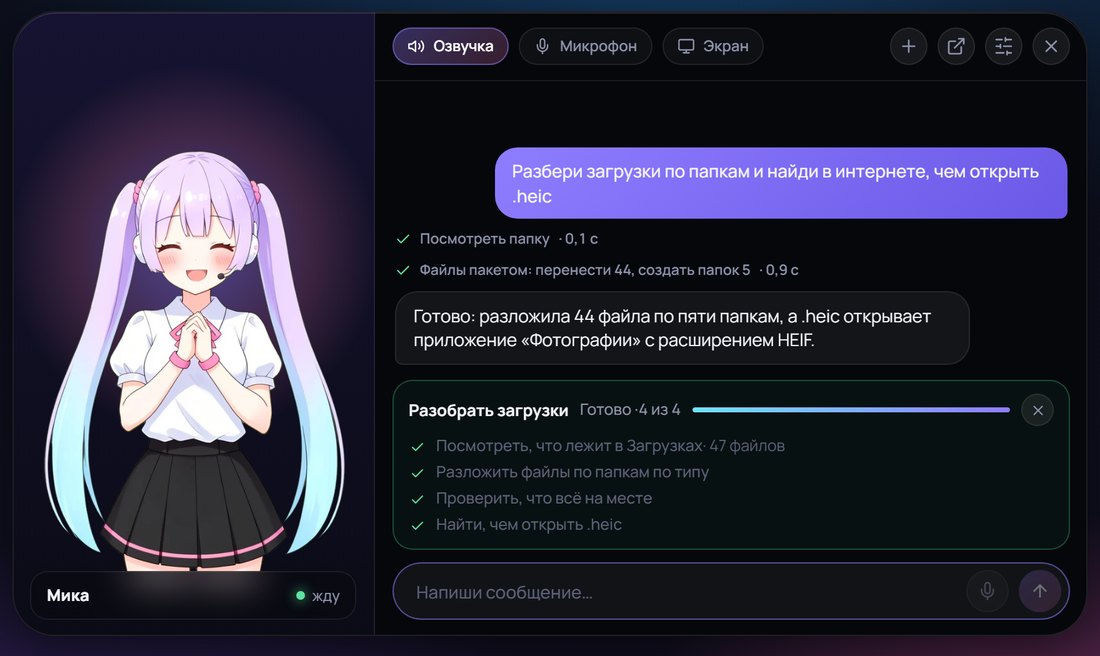 Озвучка
Микрофон
Экран
Разбери загрузки по папкам и найди в интернете, чем открыть
.heic
Посмотреть папку · 0,1 с
Файлы пакетом: перенести 44, создать папок 5 · 0,9 с
Готово: разложила 44 файла по пяти папкам, а .heic открывает
приложение «Фотографии» с расширением HEIF.
Разобрать загрузки Готово ·4 из 4
Посмотреть, что лежит в Загрузках· 47 файлов
Разложить файлы по папкам по типу
Проверить, что всё на месте
Найти, чем открыть .heic
Напиши сообщение...
Мика
жду